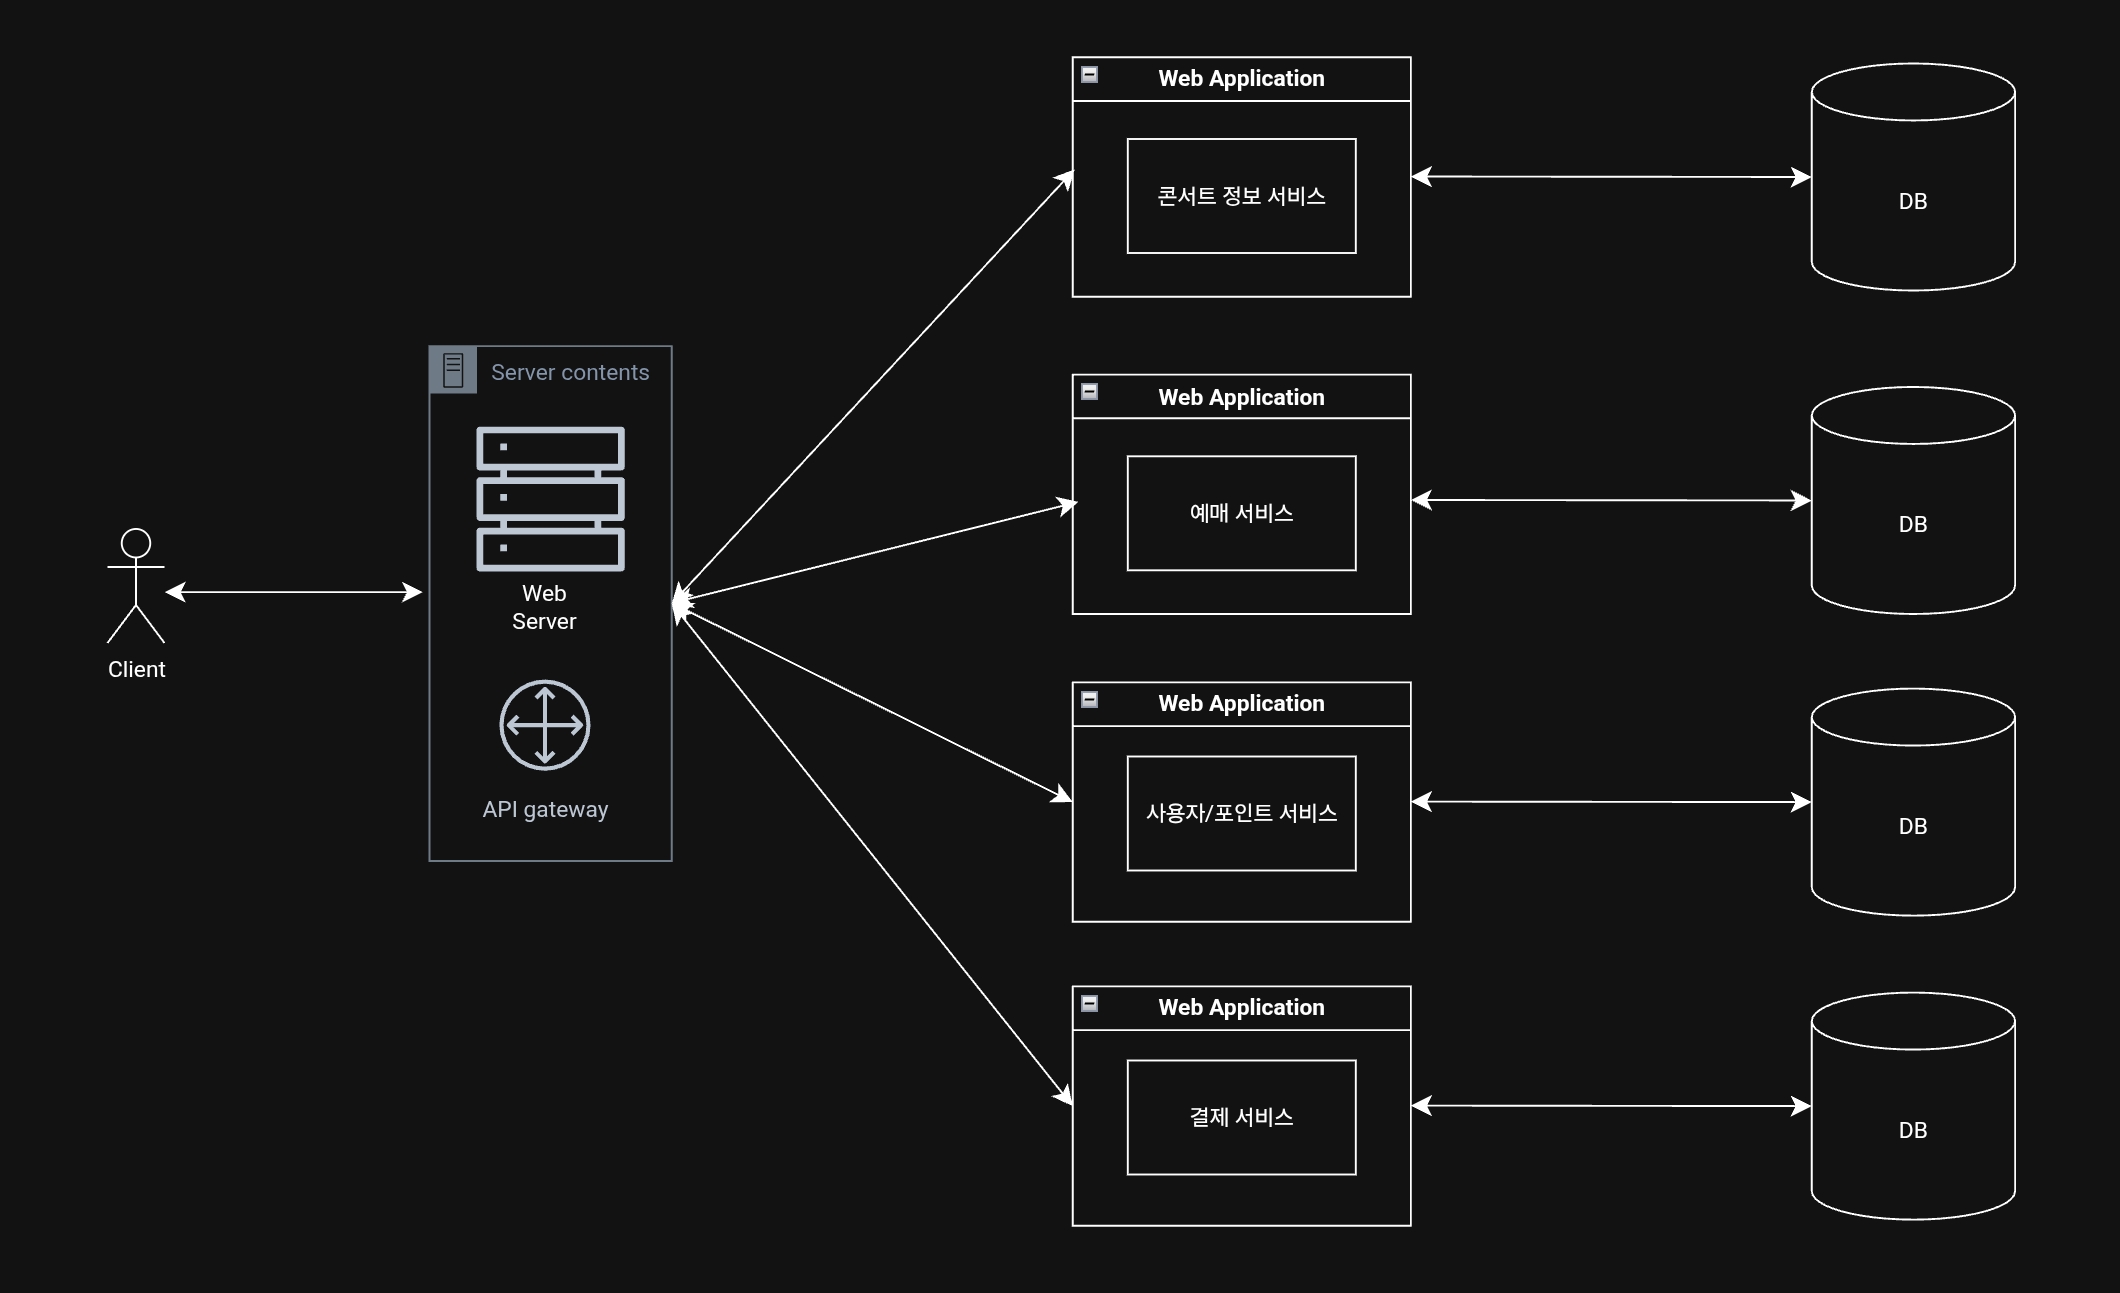 Web Application
콘서트 정보 서비스
DB
Server contents
Web
Server
API gateway
Client
Web Application
예매 서비스
DB
Web Application
사용자/포인트 서비스
DB
Web Application
결제 서비스
DB